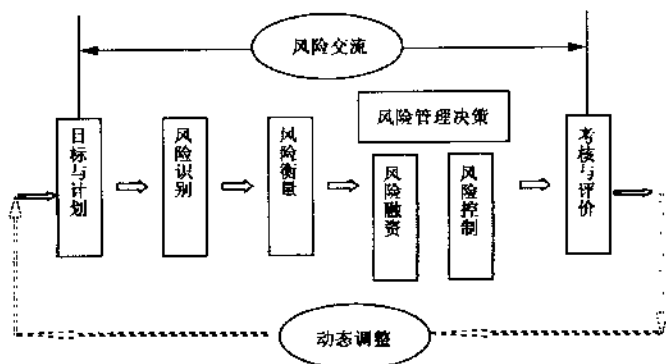 风险交流
风险管理决策
目标与计划
风险识别
风险衡量
风险融资
风险控制
考核与评价
动态调整